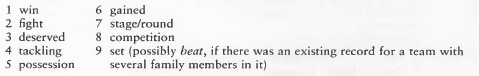 1 win
2 fight
3 deserved
4 tackling
5 possession
6 gained
7 stage/round
8 competition
9 set (possibly beat, if there was an existing record for a team with
several family members in it)